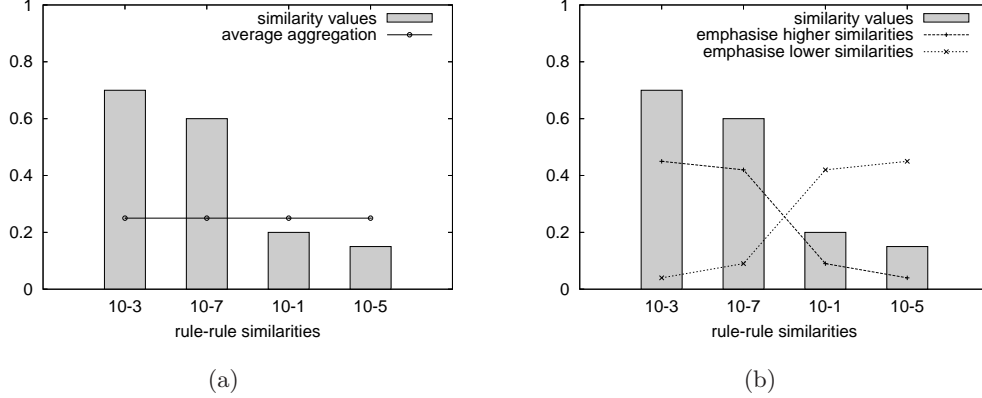 1
0.8
0.6
0.4
0.2
0
similarity values
average aggregation
10-3 10-7 10-1 10-5
rule-rule similarities
(a)
1
0.8
0.6
0.4
0.2
0
similarity values
emphasise higher similarities
emphasise lower similarities
10-3 10-7 10-1 10-5
rule-rule similarities
(b)